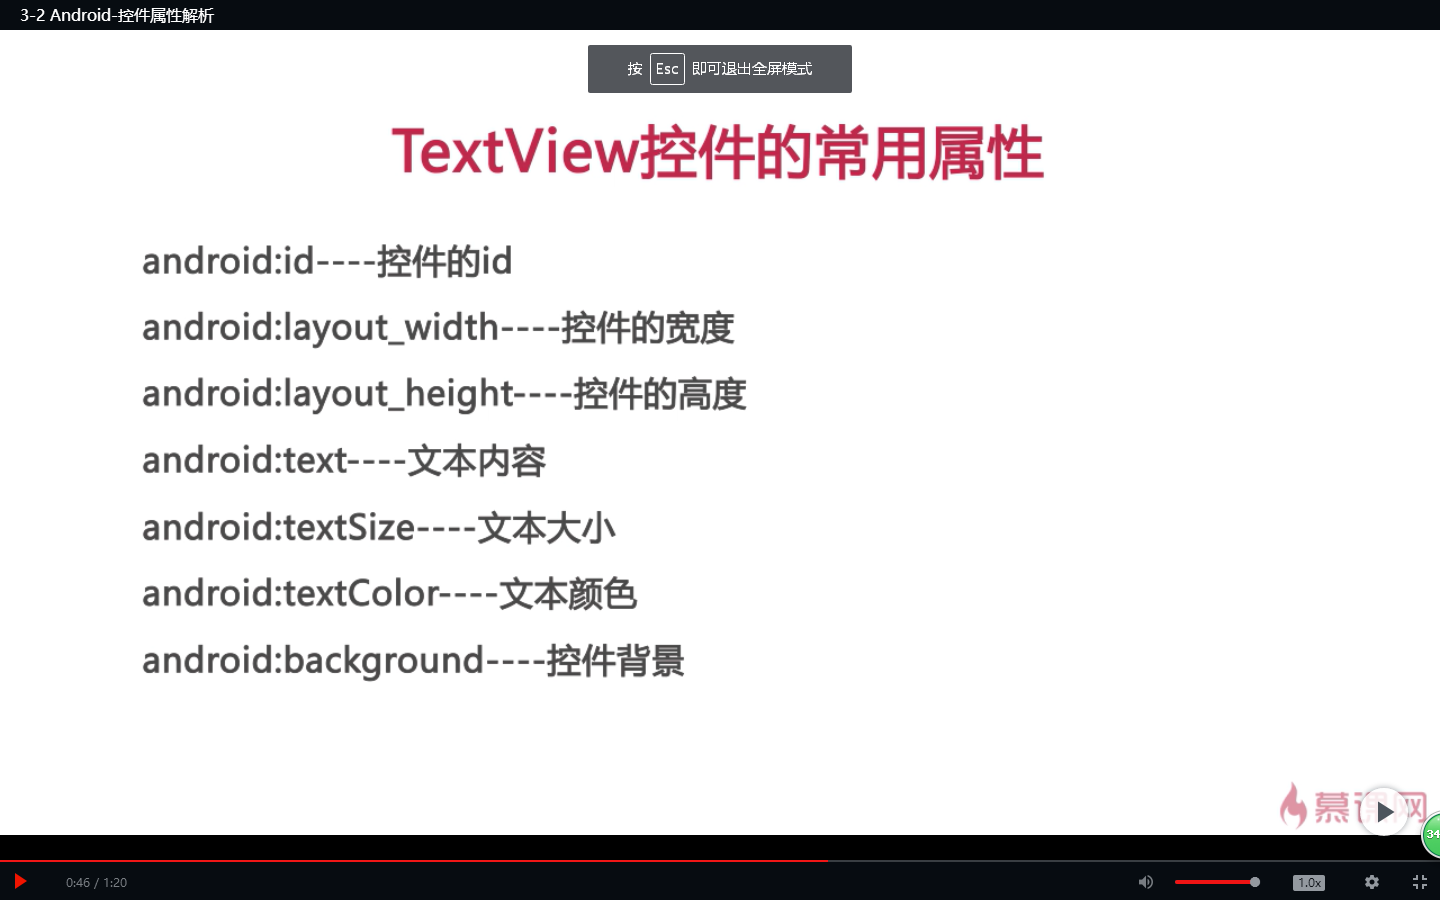 3-2 Android-控件属性解析
按 Esc 即可退出全屏模式
TextView控件的常用属性
android:id----控件的id
android:layout_width----控件的宽度
android:layout_height----控件的高度
android:text----文本内容
android:textSize----文本大小
android:textColor----文本颜色
android:background----控件背景
慕课网
34
0:46 / 1:20
1.0x